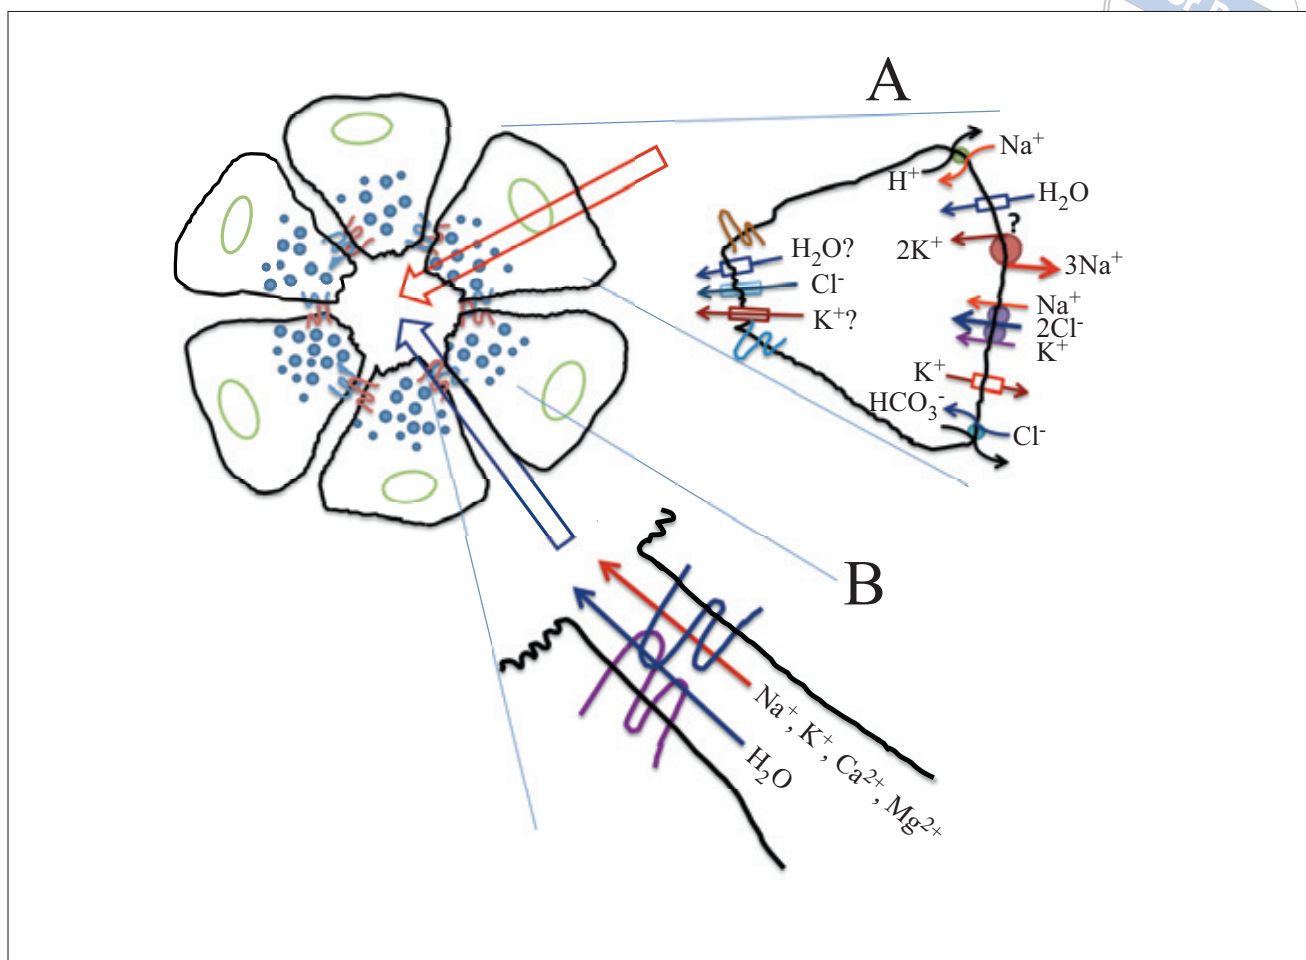 A
Na⁺
H⁺
H₂O
?
2K⁺
3Na⁺
H₂O?
Cl⁻
K⁺?
Na⁺
2Cl⁻
K⁺
K⁺
HCO₃⁻
Cl⁻
B
Na⁺, K⁺, Ca²⁺, Mg²⁺
H₂O